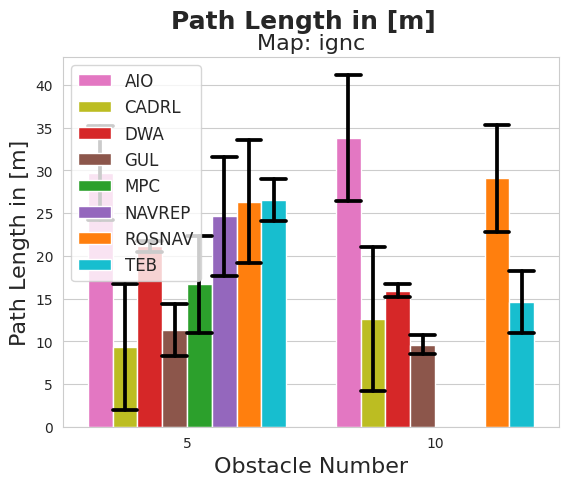 Path Length in [m]
Map: ignc
Path Length in [m]
40
35
30
25
20
15
10
5
0
AIO
CADRL
DWA
GUL
MPC
NAVREP
ROSNAV
TEB
5
10
Obstacle Number